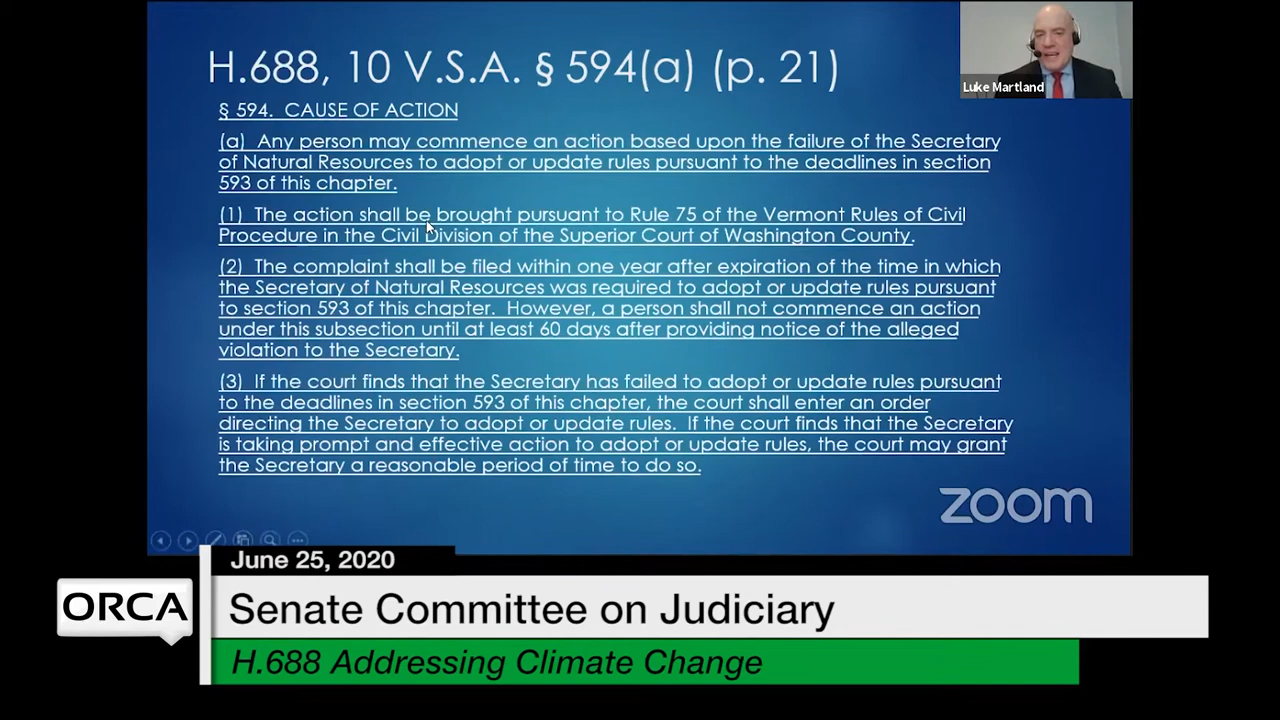 H.688, 10 V.S.A. § 594(a) (p. 21)
Luke Martland
§ 594. CAUSE OF ACTION
(a) Any person may commence an action based upon the failure of the Secretary
of Natural Resources to adopt or update rules pursuant to the deadlines in section
593 of this chapter.
(1) The action shall be brought pursuant to Rule 75 of the Vermont Rules of Civil
Procedure in the Civil Division of the Superior Court of Washington County.
(2) The complaint shall be filed within one year after expiration of the time in which
the Secretary of Natural Resources was required to adopt or update rules pursuant
to section 593 of this chapter. However, a person shall not commence an action
under this subsection until at least 60 days after providing notice of the alleged
violation to the Secretary.
(3) If the court finds that the Secretary has failed to adopt or update rules pursuant
to the deadlines in section 593 of this chapter, the court shall enter an order
directing the Secretary to adopt or update rules. If the court finds that the Secretary
is taking prompt and effective action to adopt or update rules, the court may grant
the Secretary a reasonable period of time to do so.
zoom
June 25, 2020
ORCA
Senate Committee on Judiciary
H.688 Addressing Climate Change